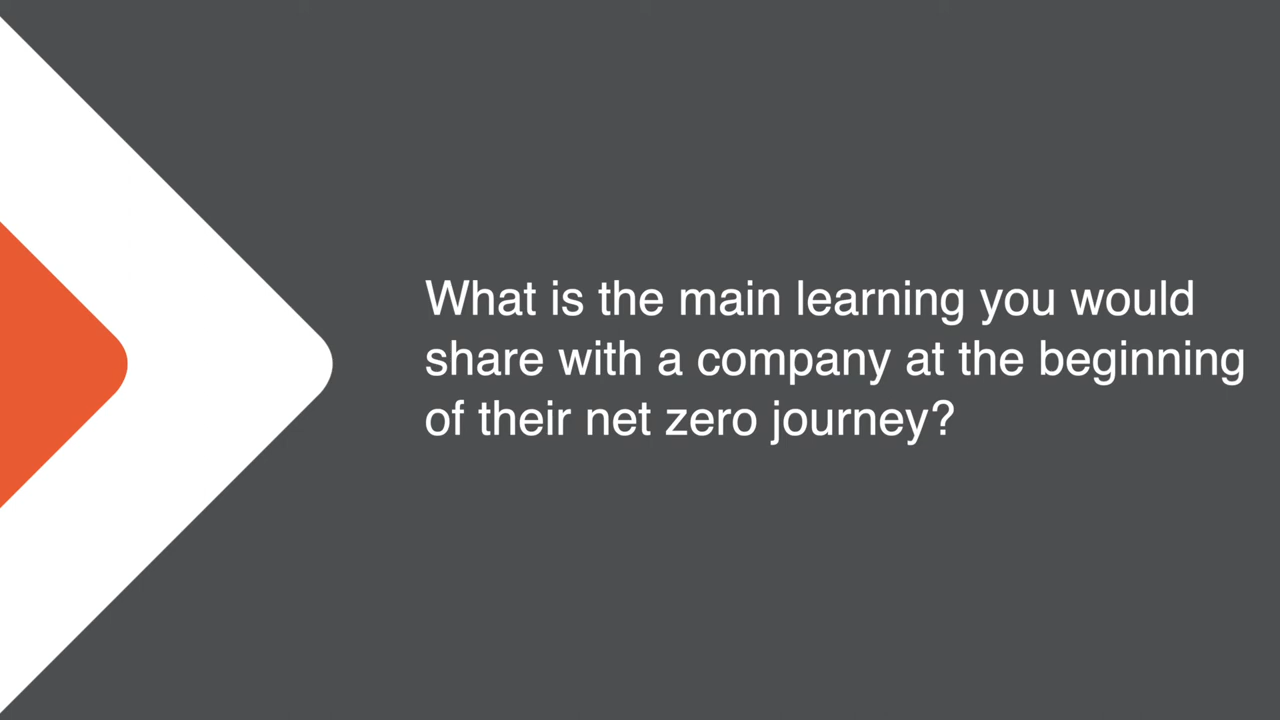 What is the main learning you would
share with a company at the beginning
of their net zero journey?